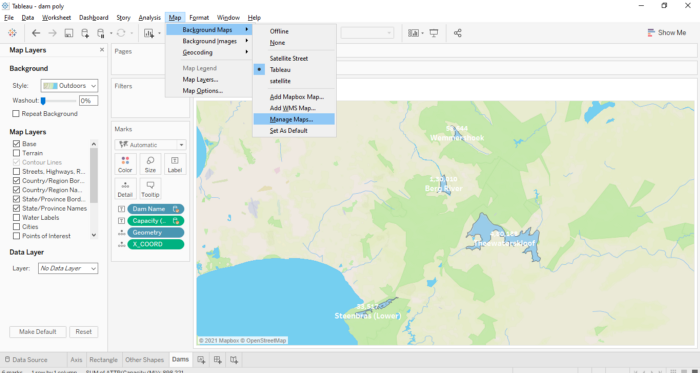 Tableau - dam poly
File Data Worksheet Dashboard Story Analysis Map Format Window Help
Show Me
Background Maps
Background Images
Geocoding
Map Legend
Map Layers...
Map Options...
Offline
None
Satellite Street
Tableau
satellite
Add Mapbox Map...
Add WMS Map...
Manage Maps...
Set As Default
Map Layers
Background
Style: Outdoors
Washout: 0%
Repeat Background
Map Layers
Base
Terrain
Contour Lines
Streets, Highways, R...
Country/Region Bor...
Country/Region Na...
State/Province Bord...
State/Province Names
Water Labels
Cities
Points of Interest
Data Layer
Layer: No Data Layer
Make Default Reset
Pages
Filters
Marks
Automatic
Color Size Label
Detail Tooltip
Dam Name
Capacity (..
Geometry
X_COORD
Steenbras (Lower)
© 2021 Mapbox © OpenStreetMap
Data Source Axis Rectangle Other Shapes Dams